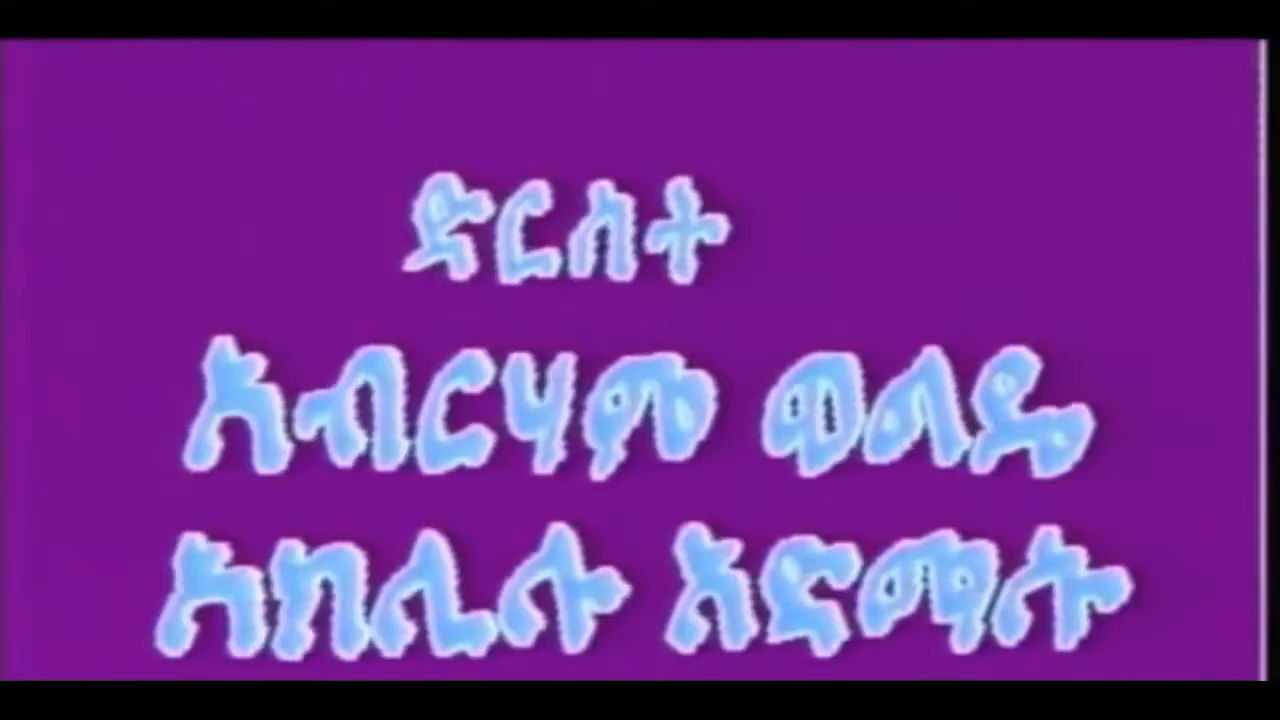 ድርሰት
አብርሃም ወልዴ
አክሊሉ አድማሱ